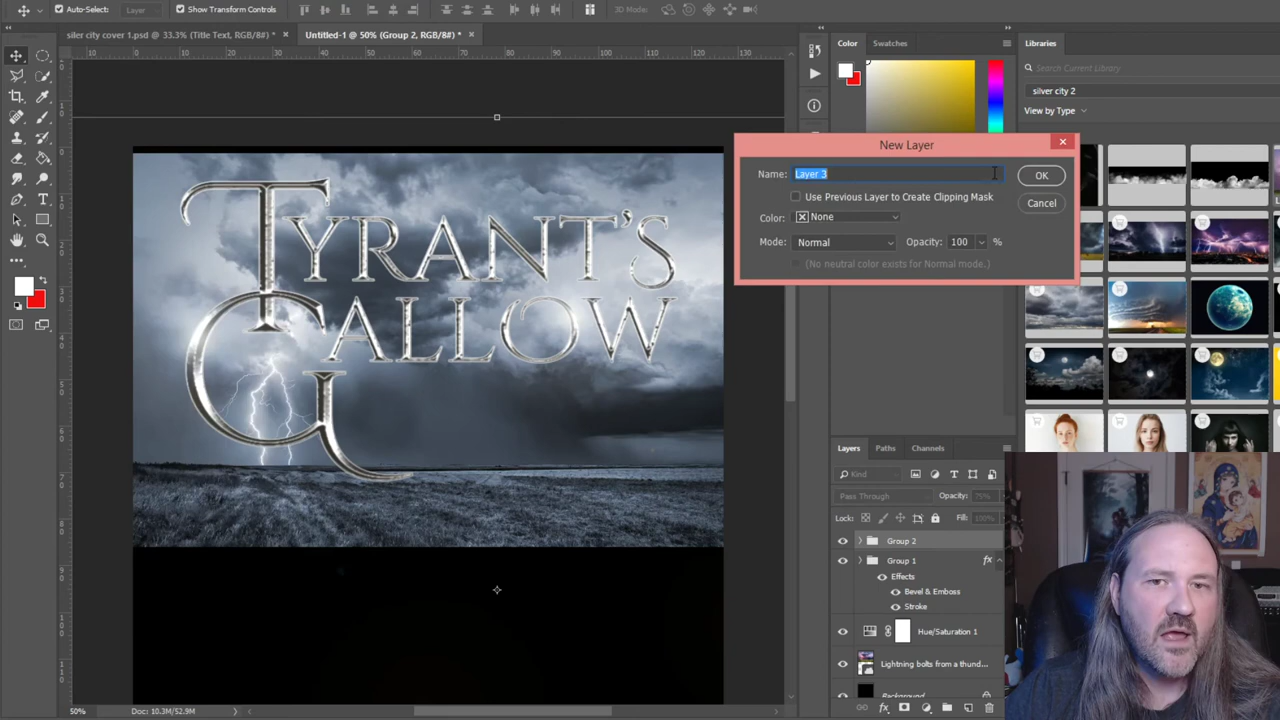 Auto-Select:
Layer
Show Transform Controls
3D Mode:
siler city cover 1.psd @ 33.3% (Title Text, RGB/8#) *
Untitled-1 @ 50% (Group 2, RGB/8#) *
Color
Swatches
Libraries
Search Current Library
silver city 2
View by Type
New Layer
Name:
Layer 3
OK
Use Previous Layer to Create Clipping Mask
Color:
None
Cancel
Mode:
Normal
Opacity:
100
%
(No neutral color exists for Normal mode.)
TYRANT'S
GALLOW
Layers
Paths
Channels
Kind
Pass Through
Opacity:
75%
Lock:
Fill:
100%
Group 2
Group 1
fx
Effects
Bevel & Emboss
Stroke
Hue/Saturation 1
Lightning bolts from a thund...
Background
50%
Doc: 10.3M/52.9M